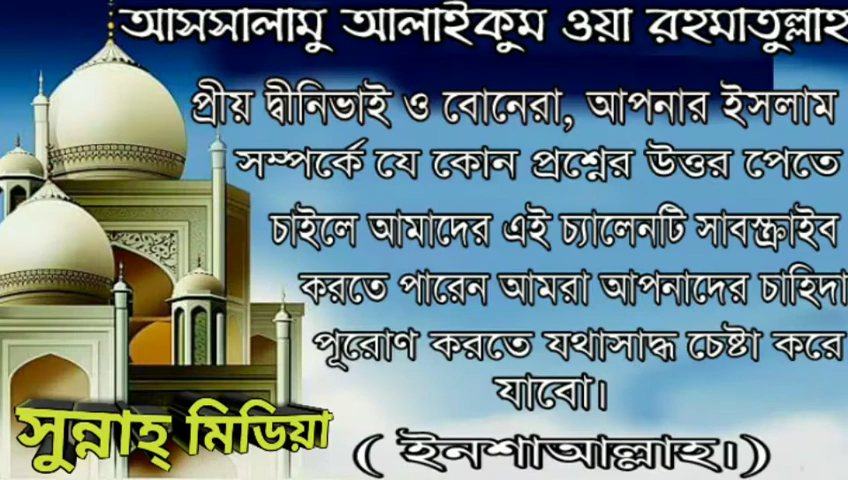 আসসালামু আলাইকুম ওয়া রহমাতুল্লাহ
প্রীয় দ্বীনিভাই ও বোনেরা, আপনার ইসলাম
সম্পর্কে যে কোন প্রশ্নের উত্তর পেতে
চাইলে আমাদের এই চ্যালেনটি সাবস্ক্রাইব
করতে পারেন আমরা আপনাদের চাহিদা
পূরোণ করতে যথাসাদ্ধ চেষ্টা করে
যাবো।
( ইনশাআল্লাহ।)
সুন্নাহ্ মিডিয়া